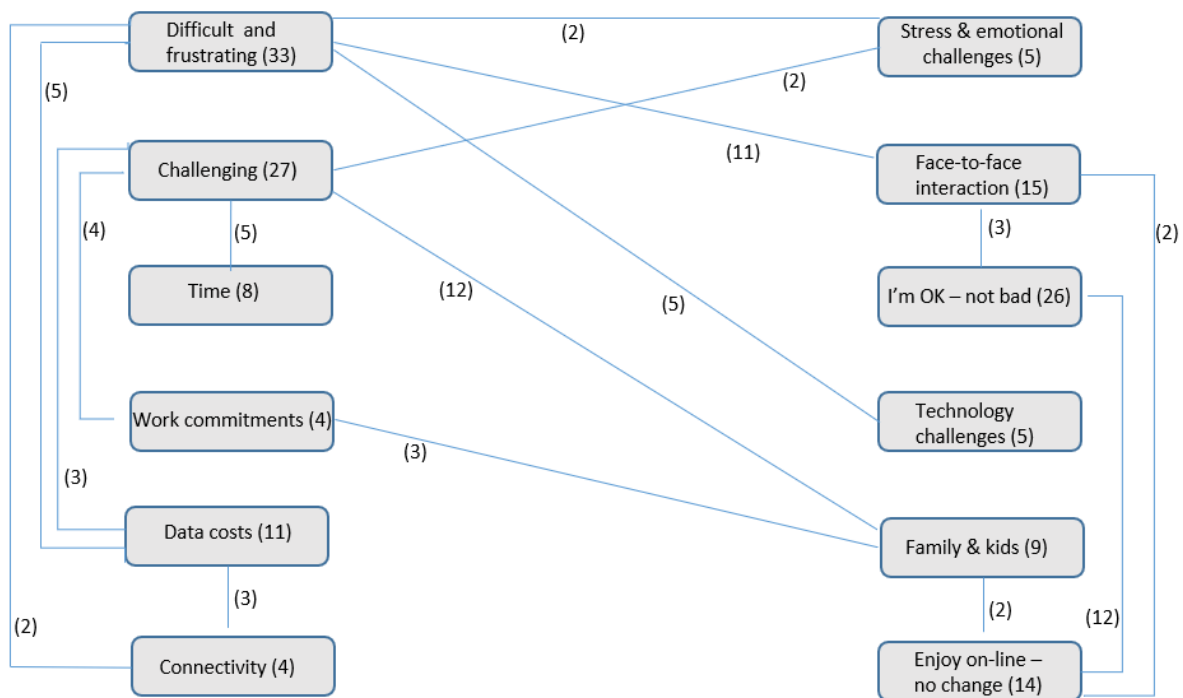 Difficult and
frustrating (33)
(2)
Stress & emotional
challenges (5)
(5)
(2)
(11)
Challenging (27)
Face-to-face
interaction (15)
(4)
(5)
(3)
(2)
Time (8)
(12)
(5)
I'm OK – not bad (26)
Work commitments (4)
(3)
Technology
challenges (5)
(3)
Data costs (11)
Family & kids (9)
(3)
(2)
(2)
(12)
Connectivity (4)
Enjoy on-line –
no change (14)